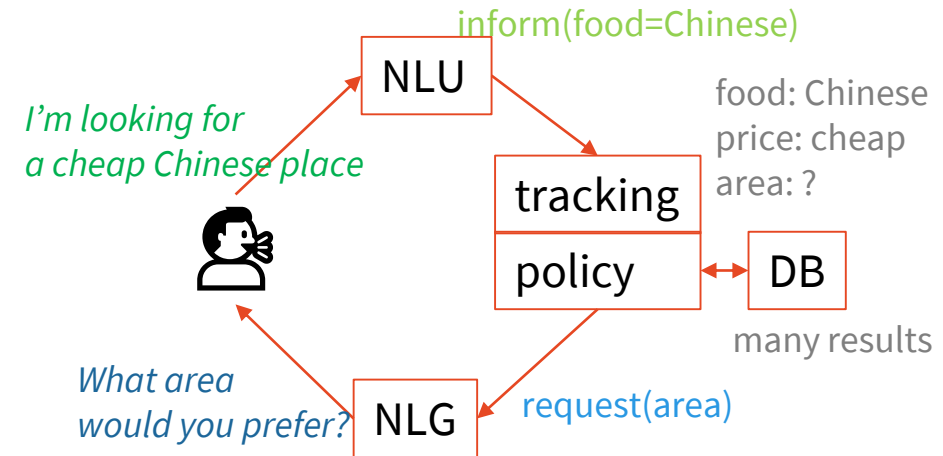 inform(food=Chinese)
NLU
I’m looking for
a cheap Chinese place
food: Chinese
price: cheap
area: ?
tracking
policy
DB
many results
request(area)
NLG
What area
would you prefer?